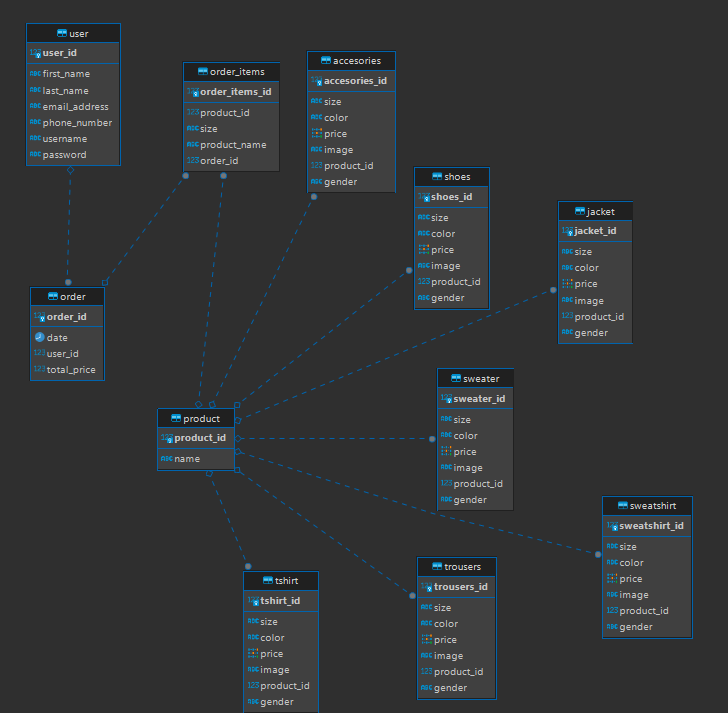 user
user_id
first_name
last_name
email_address
phone_number
username
password
order_items
order_items_id
product_id
size
product_name
order_id
accesories
accesories_id
size
color
price
image
product_id
gender
shoes
shoes_id
size
color
price
image
product_id
gender
jacket
jacket_id
size
color
price
image
product_id
gender
order
order_id
date
user_id
total_price
product
product_id
name
sweater
sweater_id
size
color
price
image
product_id
gender
sweatshirt
sweatshirt_id
size
color
price
image
product_id
gender
tshirt
tshirt_id
size
color
price
image
product_id
gender
trousers
trousers_id
size
color
price
image
product_id
gender